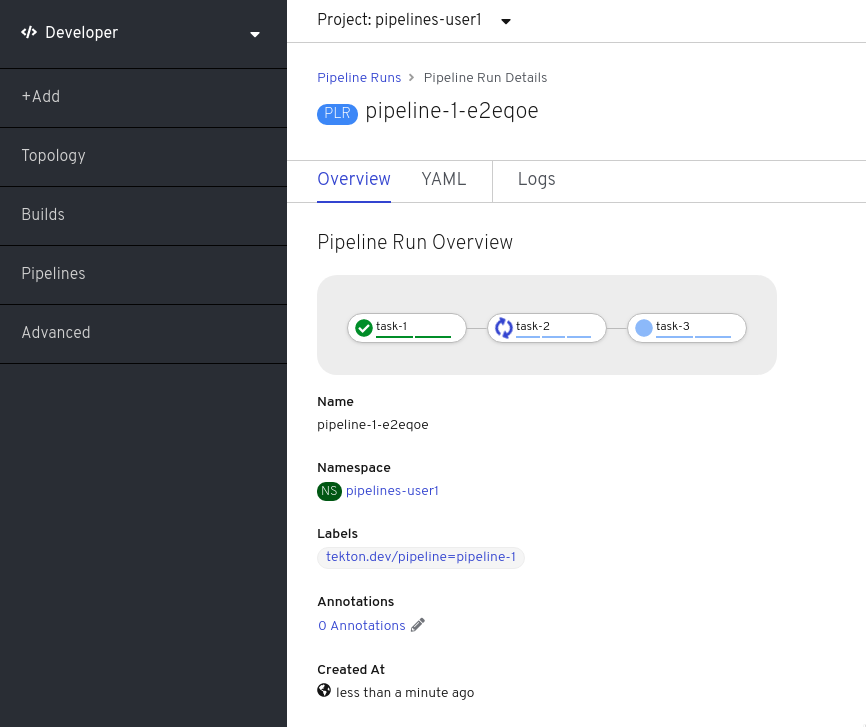 Developer
+Add
Topology
Builds
Pipelines
Advanced
Project: pipelines-user1
Pipeline Runs > Pipeline Run Details
PLR pipeline-1-e2eqoe
Overview YAML Logs
Pipeline Run Overview
task-1 task-2 task-3
Name
pipeline-1-e2eqoe
Namespace
NS pipelines-user1
Labels
tekton.dev/pipeline=pipeline-1
Annotations
0 Annotations
Created At
less than a minute ago